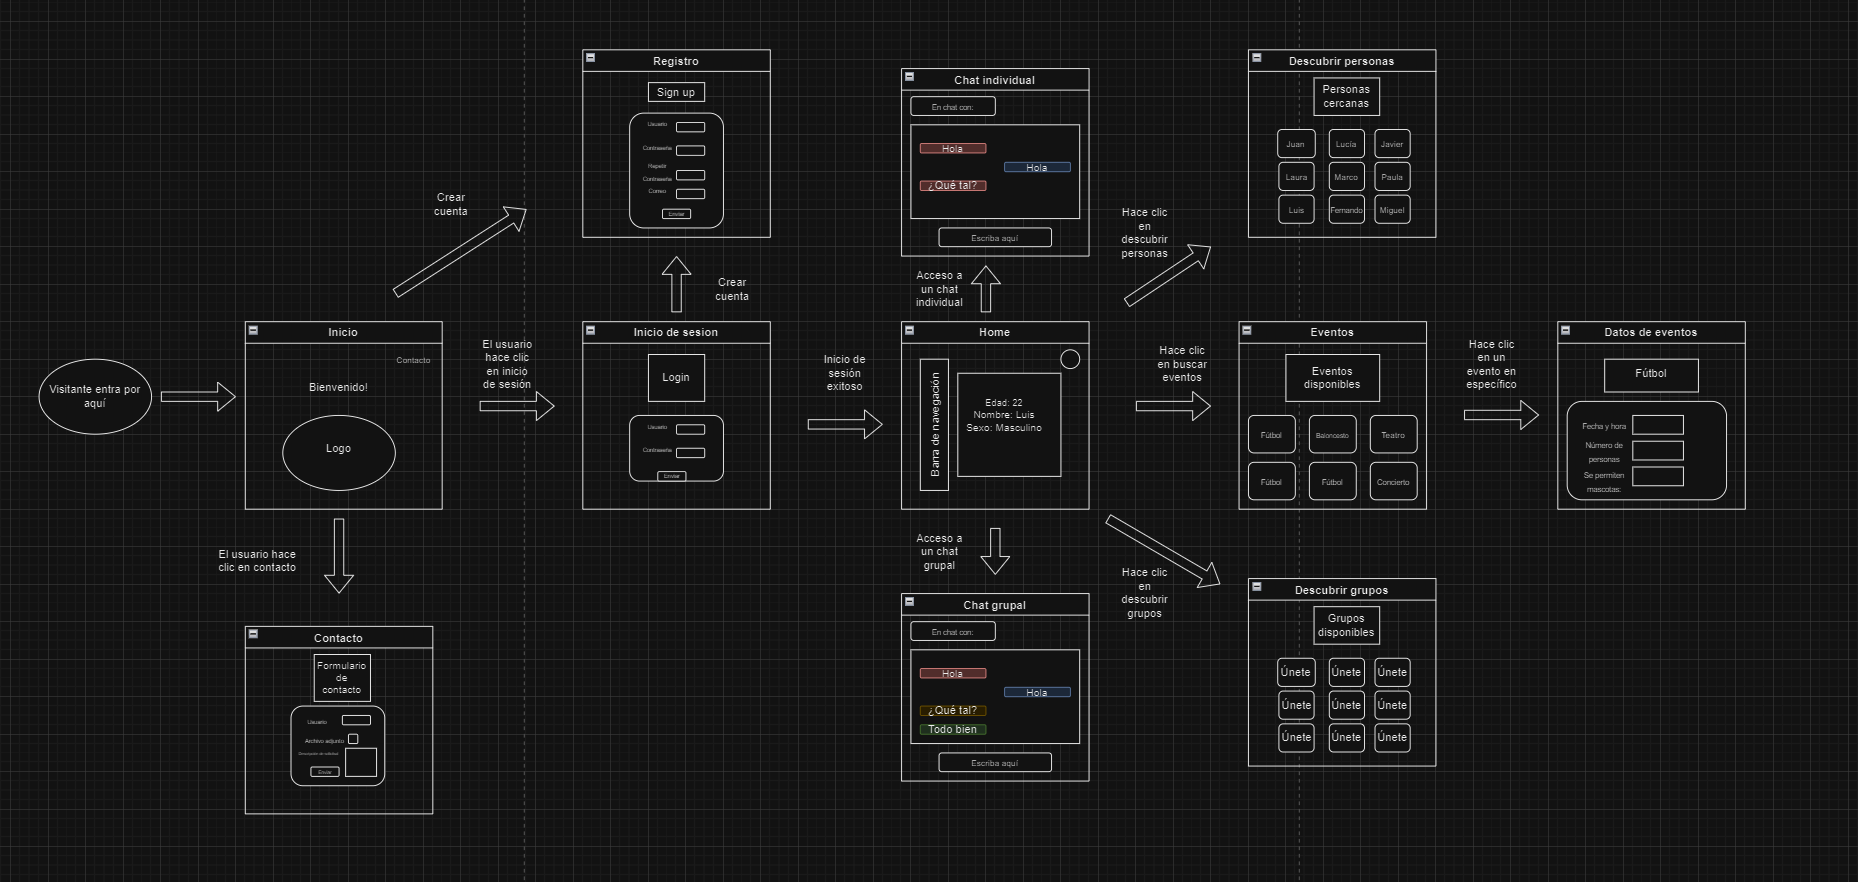 Visitante entra por
aquí
Inicio
Contacto
Bienvenido!
Logo
El usuario hace
clic en contacto
Contacto
Formulario
de
contacto
Usuario
Archivo adjunto
Descripción de solicitud
Enviar
Crear
cuenta
El usuario
hace clic
en inicio
de sesión
Registro
Sign up
Usuario
Contraseña
Repetir
Contraseña
Correo
Enviar
Crear
cuenta
Inicio de sesion
Login
Usuario
Contraseña
Enviar
Inicio de
sesión
exitoso
Chat individual
En chat con:
Hola
Hola
¿Qué tal?
Escriba aquí
Acceso a
un chat
individual
Home
Barra de navegación
Edad: 22
Nombre: Luis
Sexo: Masculino
Acceso a
un chat
grupal
Chat grupal
En chat con:
Hola
Hola
¿Qué tal?
Todo bien
Escriba aquí
Hace clic
en
descubrir
personas
Descubrir personas
Personas
cercanas
Juan Lucía Javier
Laura Marco Paula
Luis Fernando Miguel
Hace clic
en buscar
eventos
Eventos
Eventos
disponibles
Fútbol Baloncesto Teatro
Fútbol Fútbol Concierto
Hace clic
en un
evento en
específico
Datos de eventos
Fútbol
Fecha y hora
Número de
personas
Se permiten
mascotas:
Hace clic
en
descubrir
grupos
Descubrir grupos
Grupos
disponibles
Únete Únete Únete
Únete Únete Únete
Únete Únete Únete